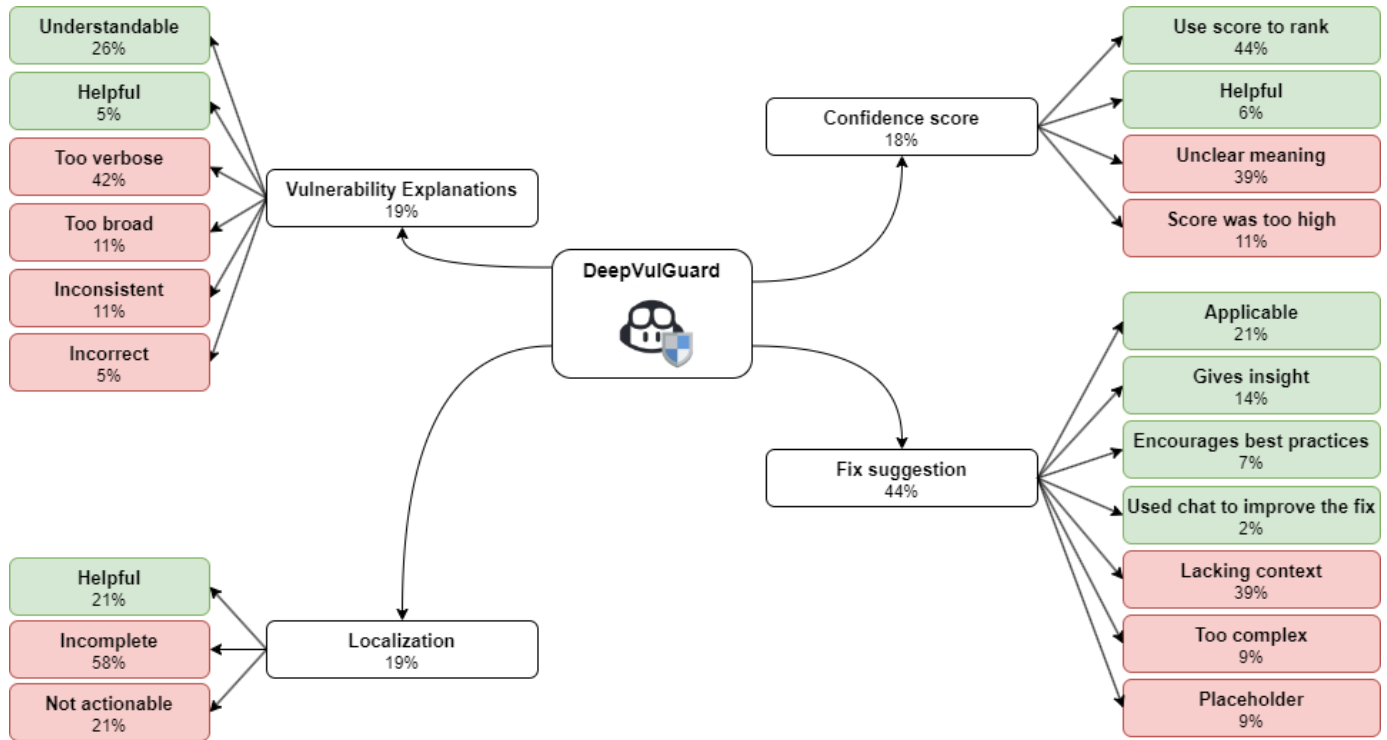 Understandable
26%
Helpful
5%
Too verbose
42%
Too broad
11%
Inconsistent
11%
Incorrect
5%
Vulnerability Explanations
19%
DeepVulGuard
Confidence score
18%
Use score to rank
44%
Helpful
6%
Unclear meaning
39%
Score was too high
11%
Fix suggestion
44%
Applicable
21%
Gives insight
14%
Encourages best practices
7%
Used chat to improve the fix
2%
Lacking context
39%
Too complex
9%
Placeholder
9%
Localization
19%
Helpful
21%
Incomplete
58%
Not actionable
21%